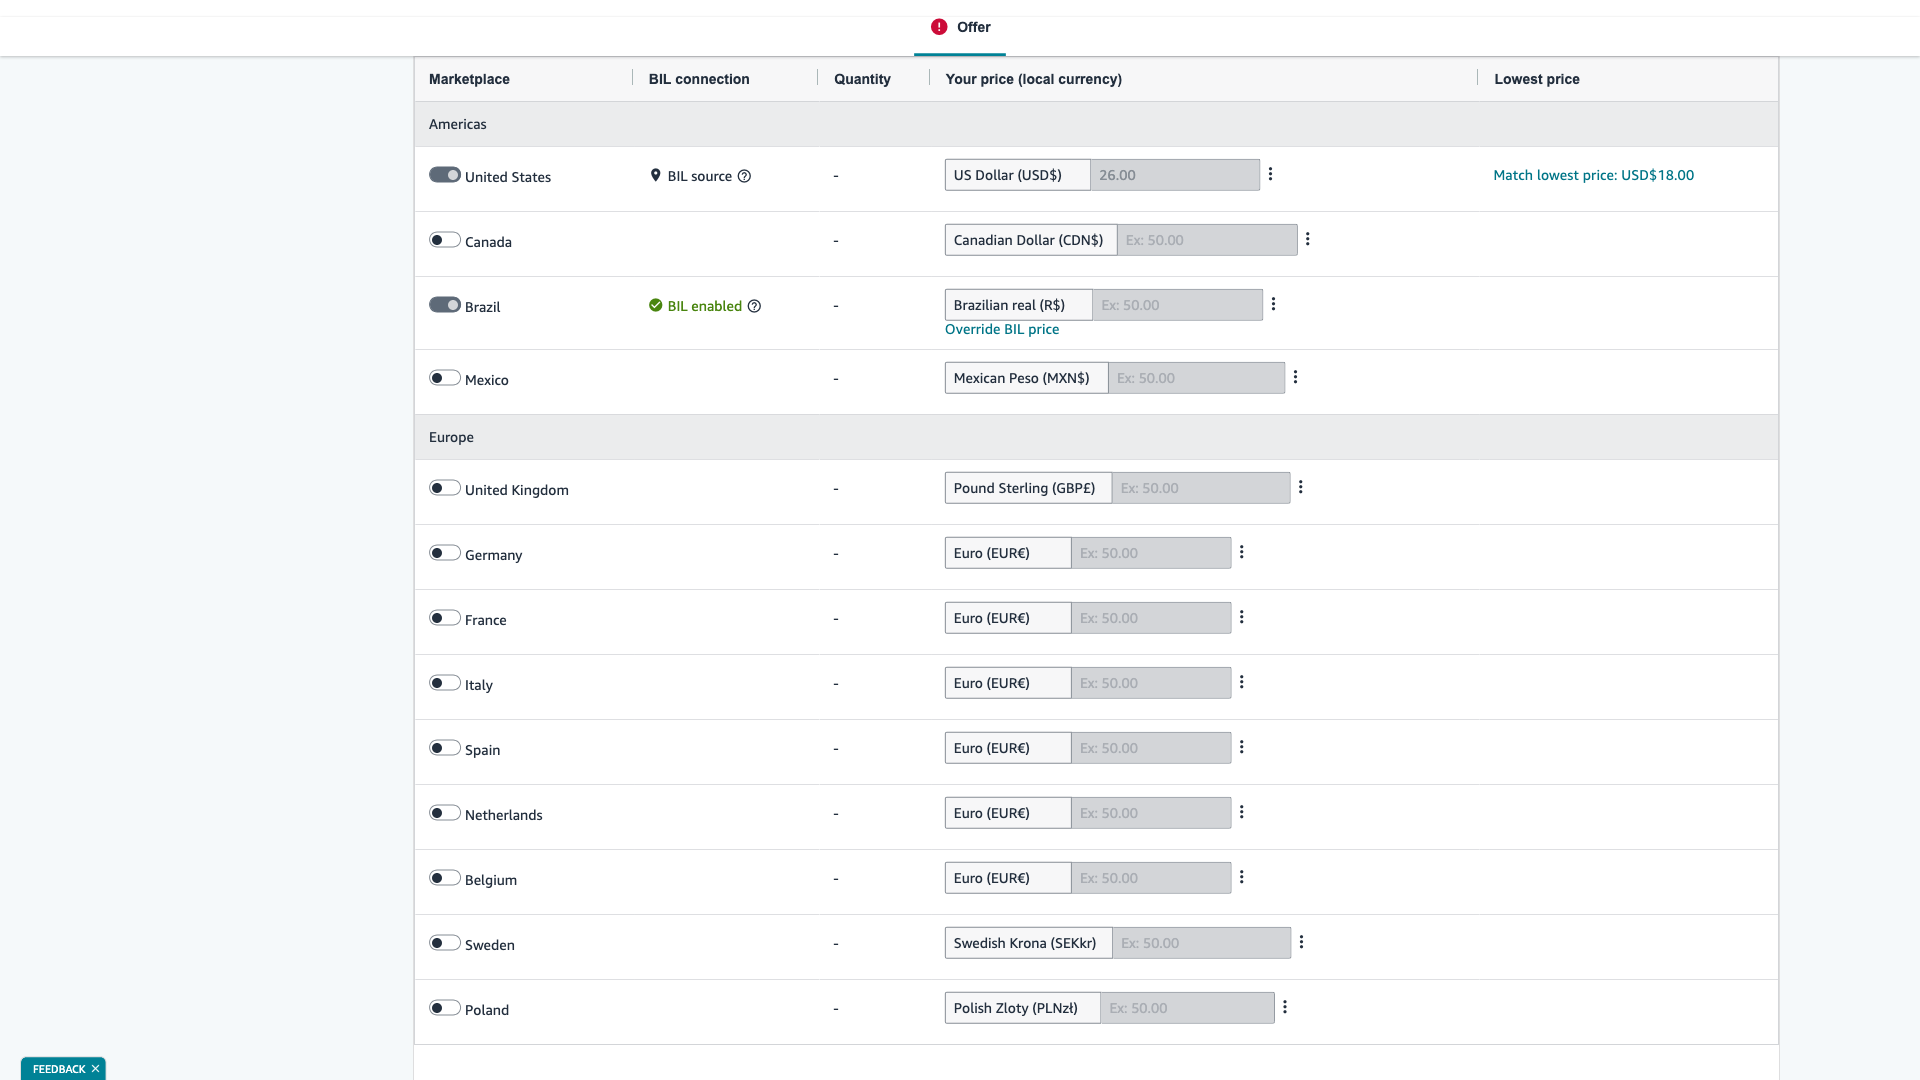 Offer
Marketplace BIL connection Quantity Your price (local currency) Lowest price
Americas
United States BIL source - US Dollar (USD$) 26.00 Match lowest price: USD$18.00
Canada - Canadian Dollar (CDN$) Ex: 50.00
Brazil BIL enabled - Brazilian real (R$) Ex: 50.00
Override BIL price
Mexico - Mexican Peso (MXN$) Ex: 50.00
Europe
United Kingdom - Pound Sterling (GBP£) Ex: 50.00
Germany - Euro (EUR€) Ex: 50.00
France - Euro (EUR€) Ex: 50.00
Italy - Euro (EUR€) Ex: 50.00
Spain - Euro (EUR€) Ex: 50.00
Netherlands - Euro (EUR€) Ex: 50.00
Belgium - Euro (EUR€) Ex: 50.00
Sweden - Swedish Krona (SEKkr) Ex: 50.00
Poland - Polish Zloty (PLNzł) Ex: 50.00
FEEDBACK